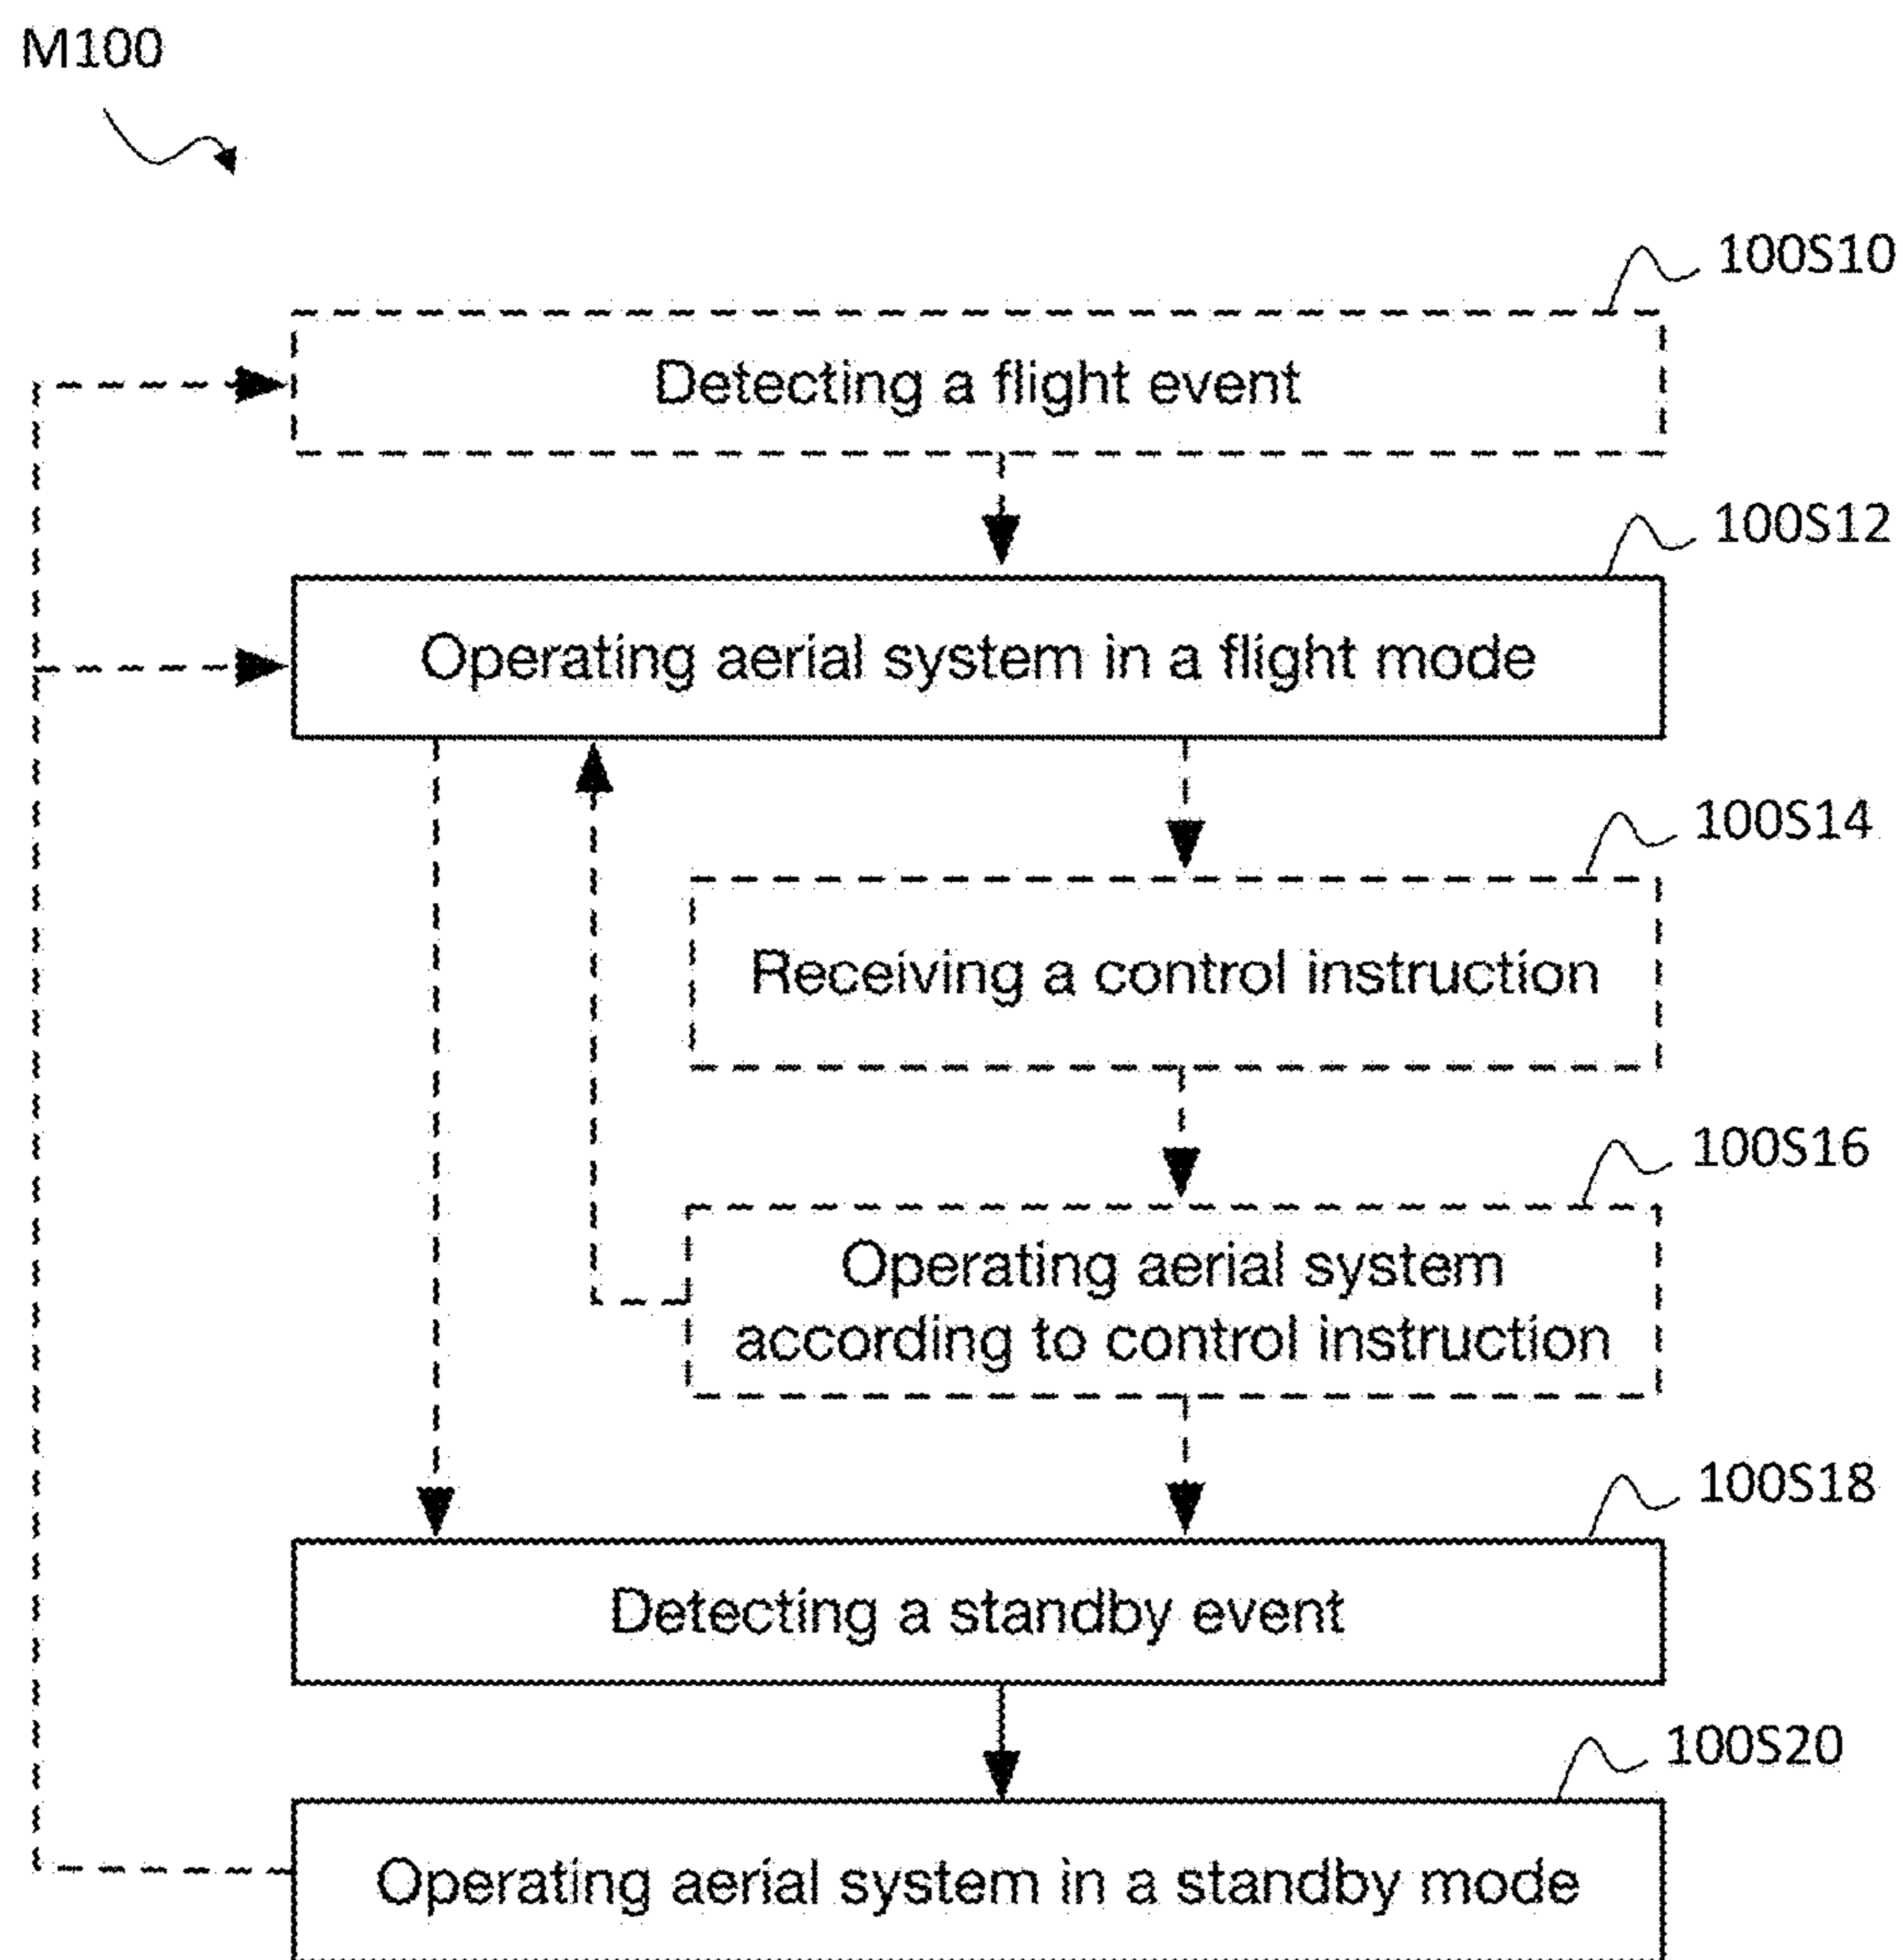 M100
100S10
Detecting a flight event
100S12
Operating aerial system in a flight mode
100S14
Receiving a control instruction
100S16
Operating aerial system
according to control instruction
100S18
Detecting a standby event
100S20
Operating aerial system in a standby mode